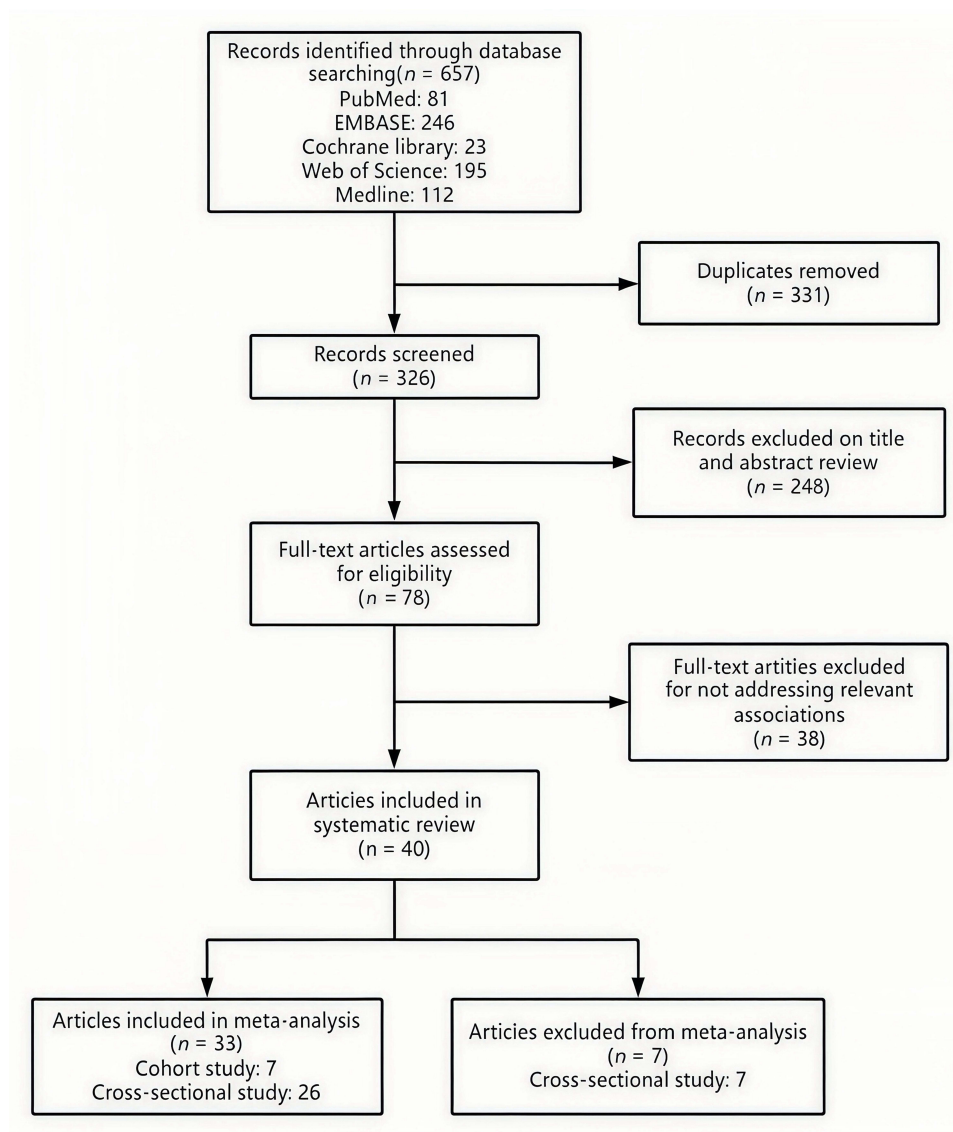 Records identified through database
searching(n = 657)
PubMed: 81
EMBASE: 246
Cochrane library: 23
Web of Science: 195
Medline: 112
Duplicates removed
(n = 331)
Records screened
(n = 326)
Records excluded on title
and abstract review
(n = 248)
Full-text articles assessed
for eligibility
(n = 78)
Full-text artities excluded
for not addressing relevant
associations
(n = 38)
Articles included in
systematic review
(n = 40)
Articles included in meta-analysis
(n = 33)
Cohort study: 7
Cross-sectional study: 26
Articles excluded from meta-analysis
(n = 7)
Cross-sectional study: 7